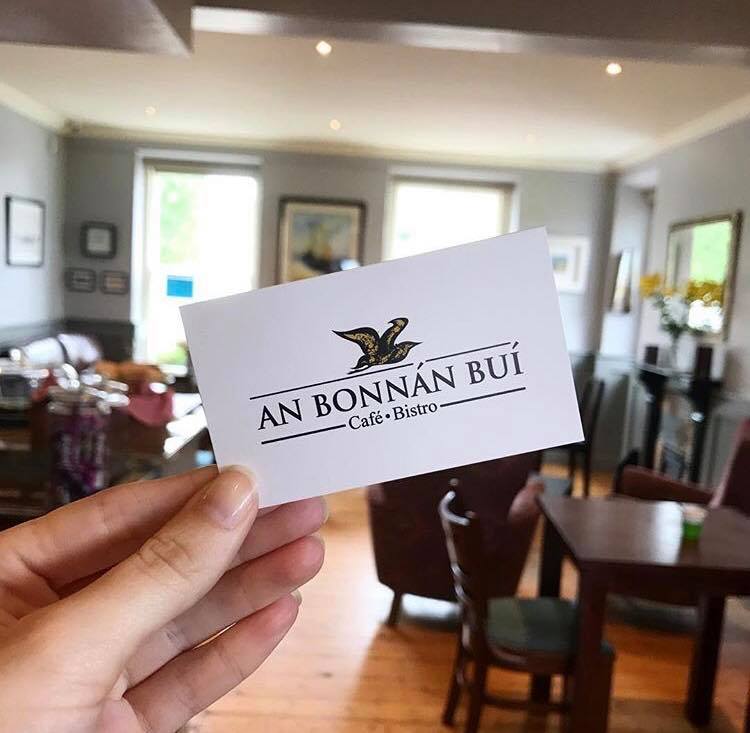 AN BONNÁN BUÍ
Café • Bistro